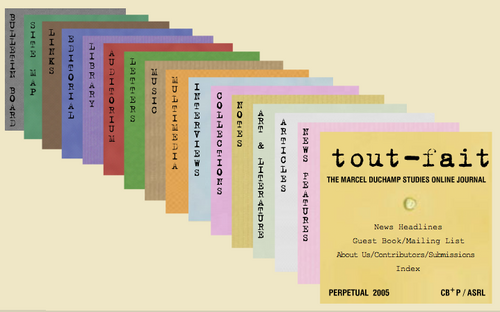 BULLETIN BOARD
SITE MAP
LINKS
EDITORIAL
LIBRARY
AUDITORIUM
LETTERS
MUSIC
MULTIMEDIA
INTERVIEWS
COLLECTIONS
NOTES
ART & LITERATURE
ARTICLES
NEWS FEATURES
tout-fait
THE MARCEL DUCHAMP STUDIES ONLINE JOURNAL
News Headlines
Guest Book/Mailing List
About Us/Contributors/Submissions
Index
PERPETUAL 2005 CB+P / ASRL